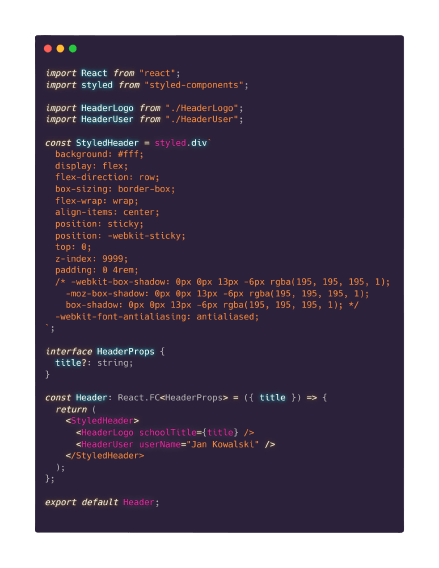 import React from "react";
import styled from "styled-components";
import HeaderLogo from "./HeaderLogo";
import HeaderUser from "./HeaderUser";
const StyledHeader = styled.div`
background: #fff;
display: flex;
flex-direction: row;
box-sizing: border-box;
flex-wrap: wrap;
align-items: center;
position: sticky;
position: -webkit-sticky;
top: 0;
z-index: 9999;
padding: 0 4rem;
/* -webkit-box-shadow: 0px 0px 13px -6px rgba(195, 195, 195, 1);
-moz-box-shadow: 0px 0px 13px -6px rgba(195, 195, 195, 1);
box-shadow: 0px 0px 13px -6px rgba(195, 195, 195, 1); */
-webkit-font-antialiasing: antialiased;
`;
interface HeaderProps {
title?: string;
}
const Header: React.FC<HeaderProps> = ({ title }) => {
return (
<StyledHeader>
<HeaderLogo schoolTitle={title} />
<HeaderUser userName="Jan Kowalski" />
</StyledHeader>
);
};
export default Header;